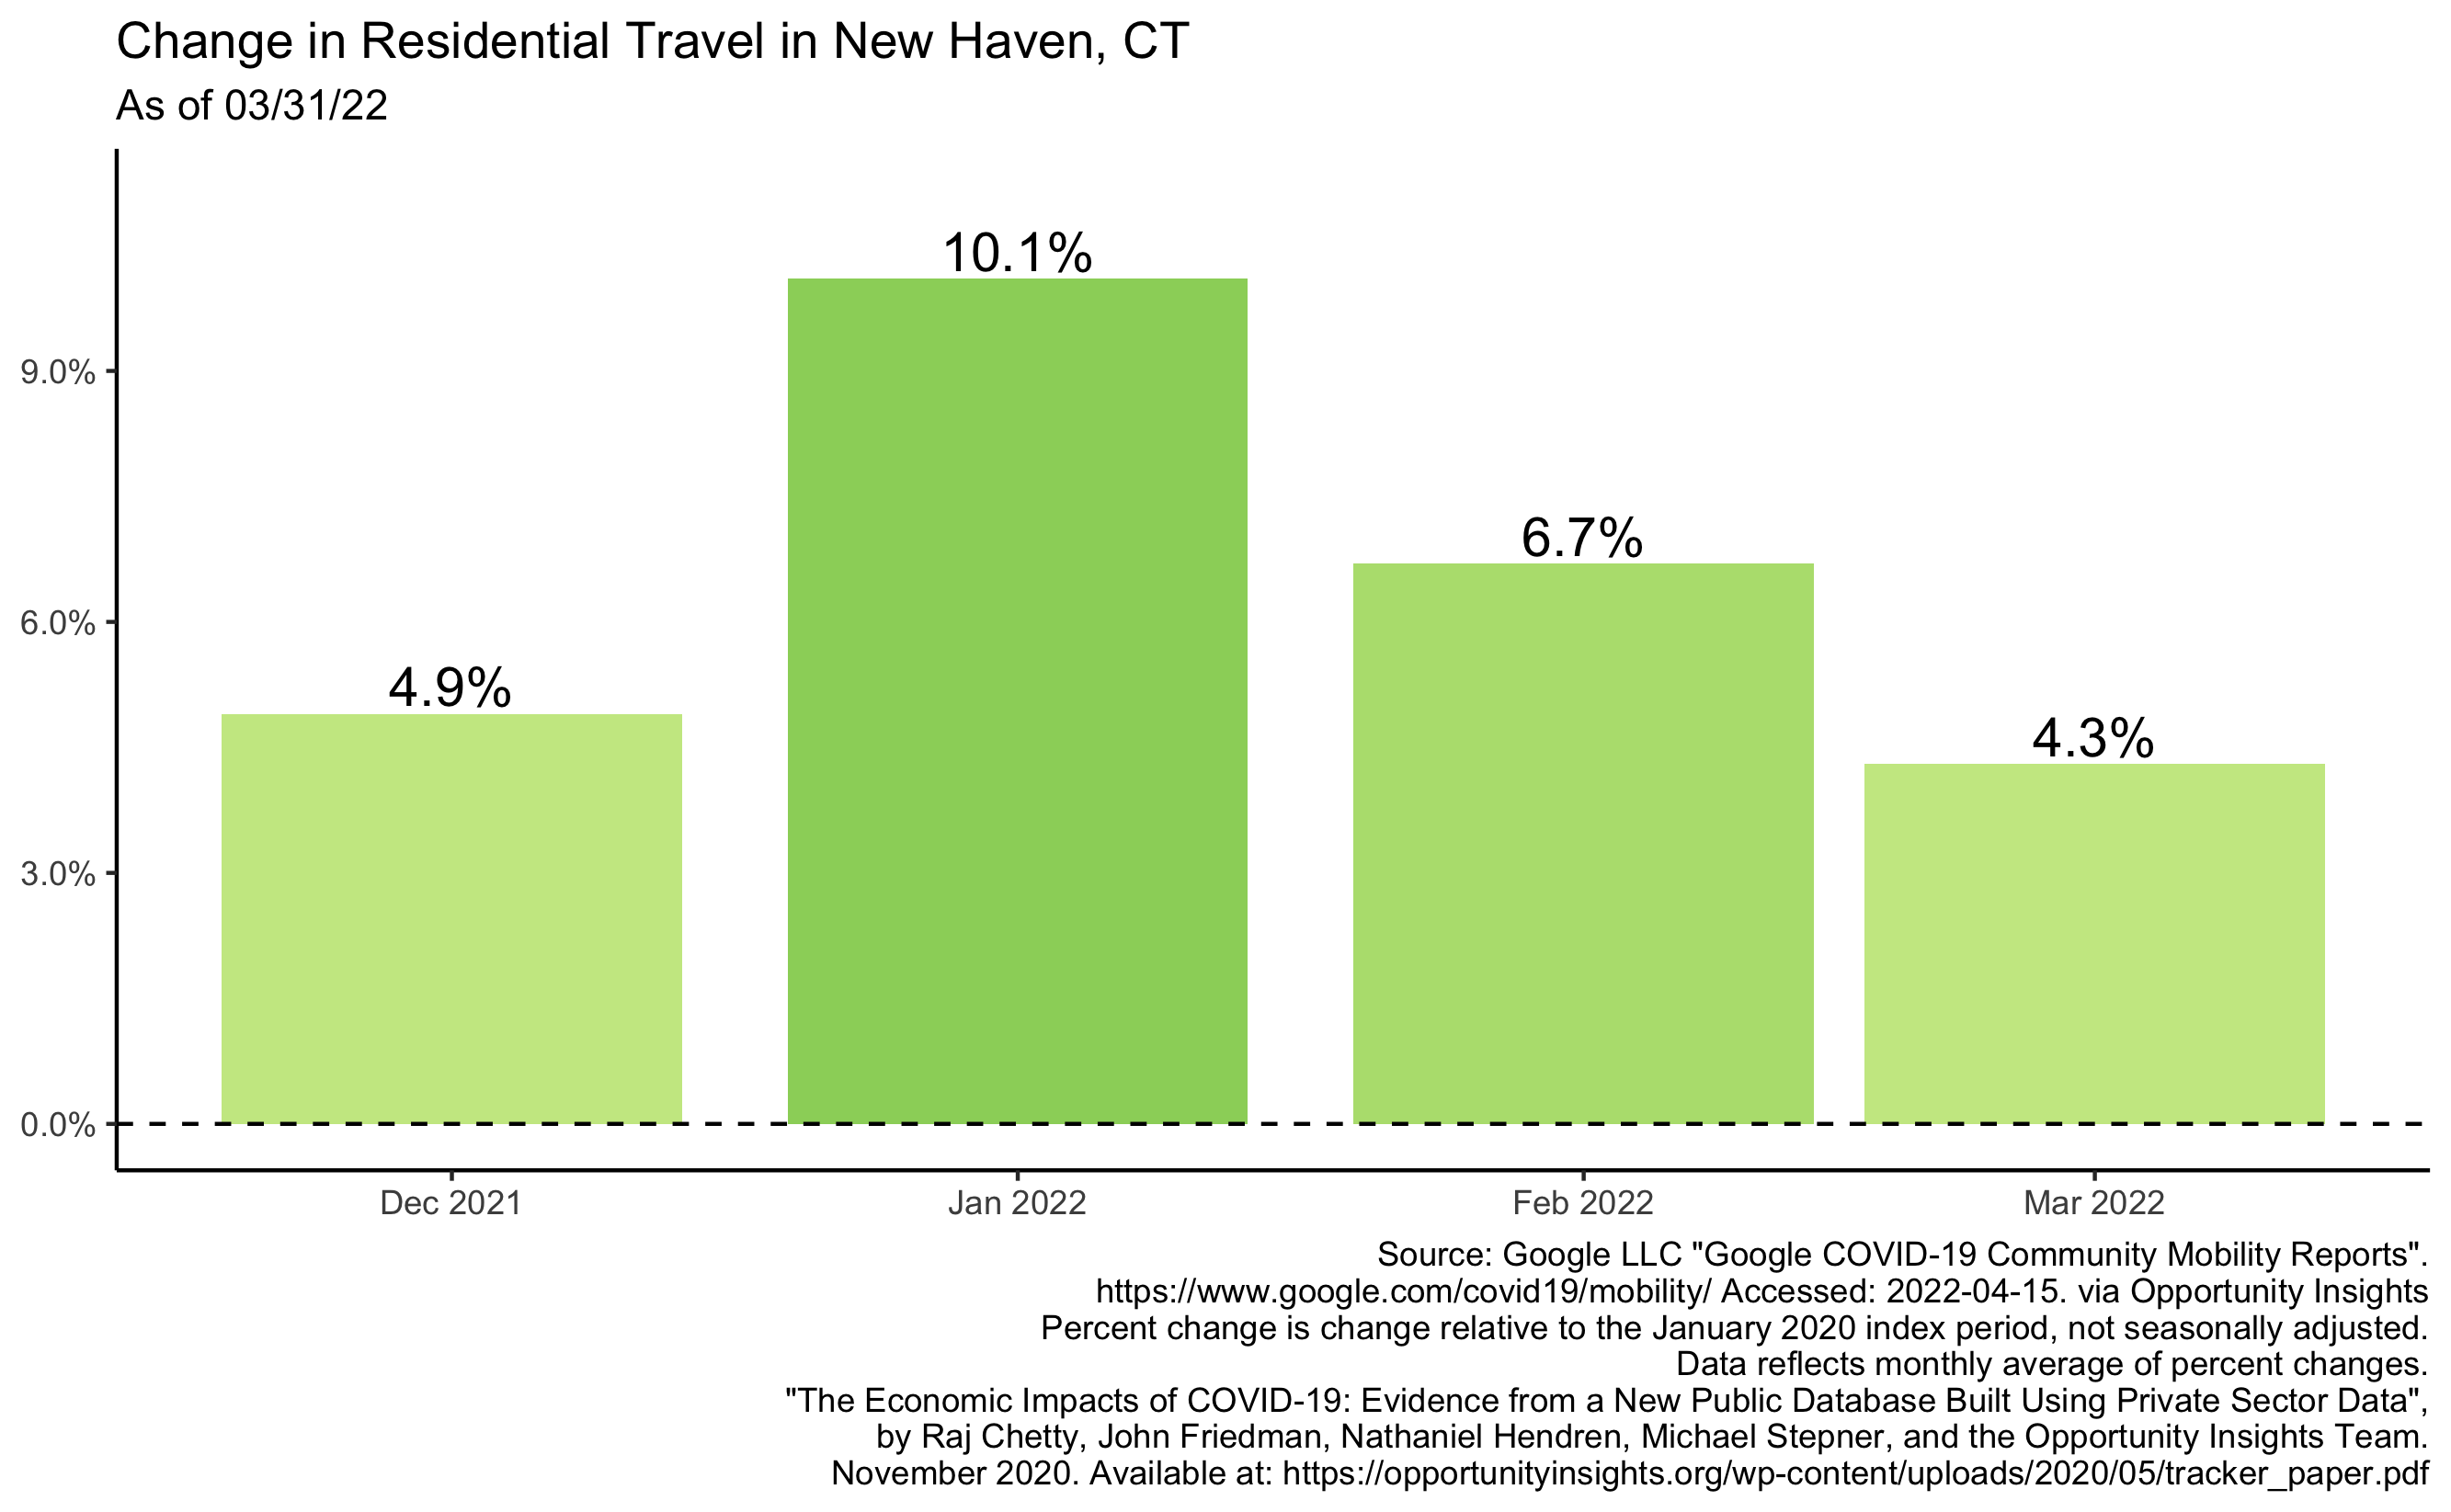 Change in Residential Travel in New Haven, CT
As of 03/31/22
10.1%
9.0%
6.7%
6.0%
4.9%
4.3%
3.0%
0.0%
Dec 2021
Jan 2022
Feb 2022
Mar 2022
Source: Google LLC "Google COVID-19 Community Mobility Reports".
https://www.google.com/covid19/mobility/ Accessed: 2022-04-15. via Opportunity Insights
Percent change is change relative to the January 2020 index period, not seasonally adjusted.
Data reflects monthly average of percent changes.
"The Economic Impacts of COVID-19: Evidence from a New Public Database Built Using Private Sector Data",
by Raj Chetty, John Friedman, Nathaniel Hendren, Michael Stepner, and the Opportunity Insights Team.
November 2020. Available at: https://opportunityinsights.org/wp-content/uploads/2020/05/tracker_paper.pdf